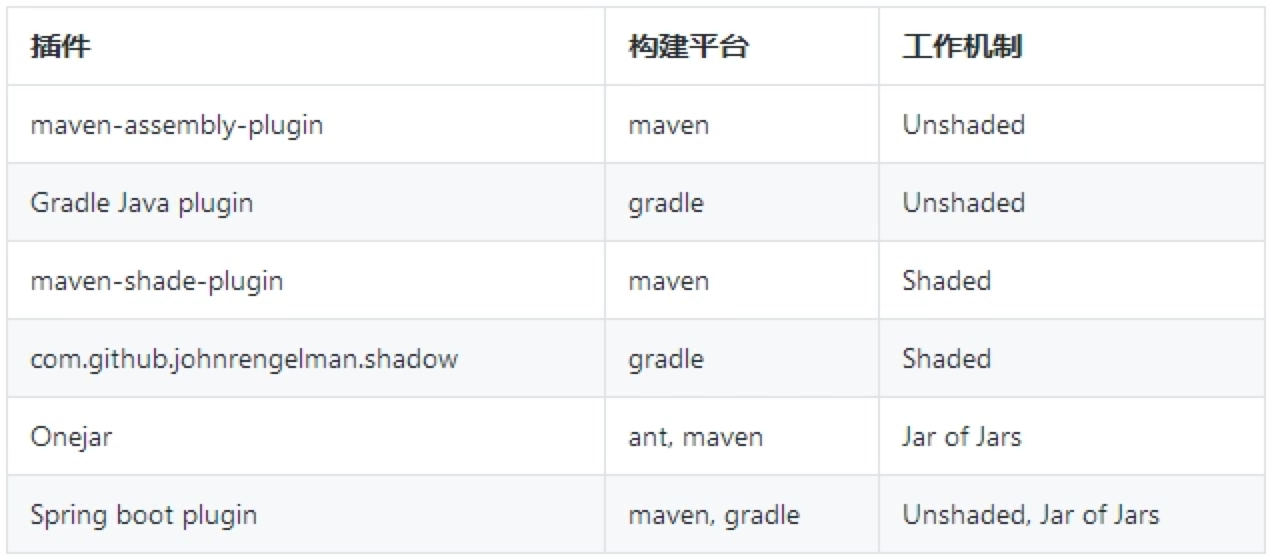 插件 构建平台 工作机制
maven-assembly-plugin maven Unshaded
Gradle Java plugin gradle Unshaded
maven-shade-plugin maven Shaded
com.github.johnrengelman.shadow gradle Shaded
Onejar ant, maven Jar of Jars
Spring boot plugin maven, gradle Unshaded, Jar of Jars